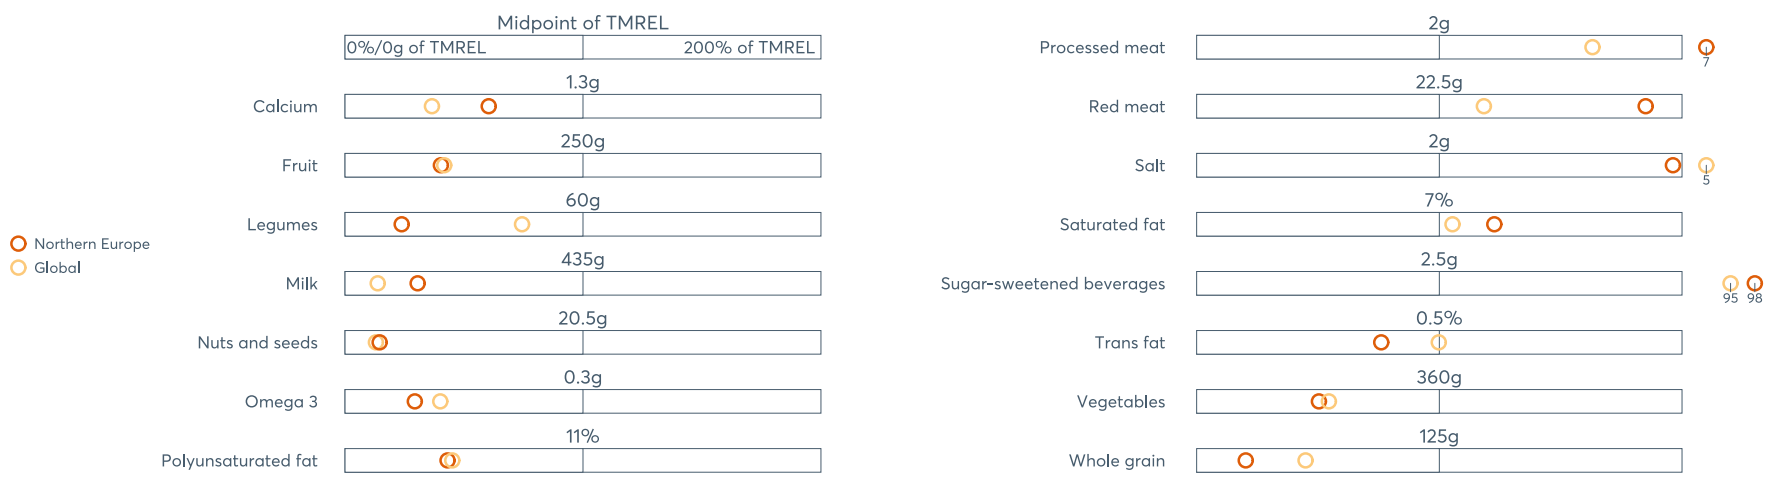 Northern Europe
Global
Midpoint of TMREL
0%/0g of TMREL
200% of TMREL
1.3g
Calcium
250g
Fruit
60g
Legumes
435g
Milk
20.5g
Nuts and seeds
0.3g
Omega 3
11%
Polyunsaturated fat
2g
Processed meat
7
22.5g
Red meat
2g
Salt
5
7%
Saturated fat
2.5g
Sugar-sweetened beverages
95 98
0.5%
Trans fat
360g
Vegetables
125g
Whole grain